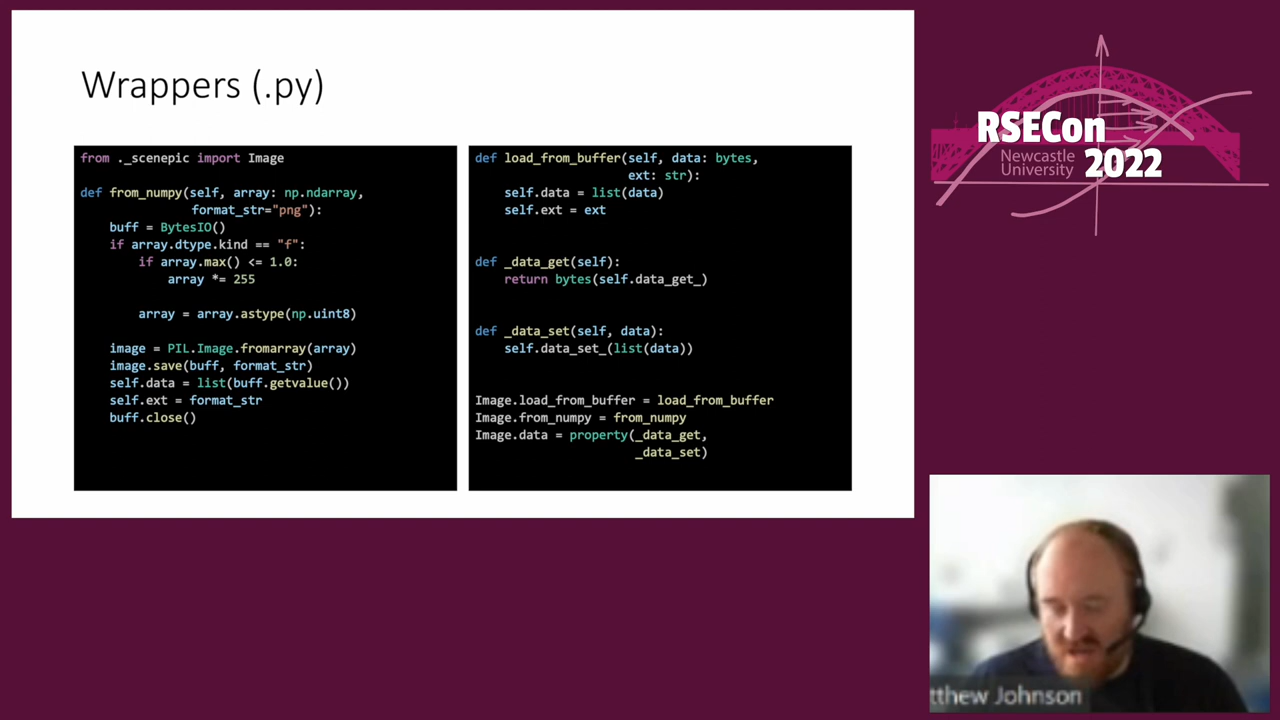 Wrappers (.py)
from ._scenepic import Image
def from_numpy(self, array: np.ndarray,
format_str="png"):
buff = BytesIO()
if array.dtype.kind == "f":
if array.max() <= 1.0:
array *= 255
array = array.astype(np.uint8)
image = PIL.Image.fromarray(array)
image.save(buff, format_str)
self.data = list(buff.getvalue())
self.ext = format_str
buff.close()
def load_from_buffer(self, data: bytes,
ext: str):
self.data = list(data)
self.ext = ext
def _data_get(self):
return bytes(self.data_get_)
def _data_set(self, data):
self.data_set_(list(data))
Image.load_from_buffer = load_from_buffer
Image.from_numpy = from_numpy
Image.data = property(_data_get,
_data_set)
RSECon
Newcastle
University 2022
tthew Johnson